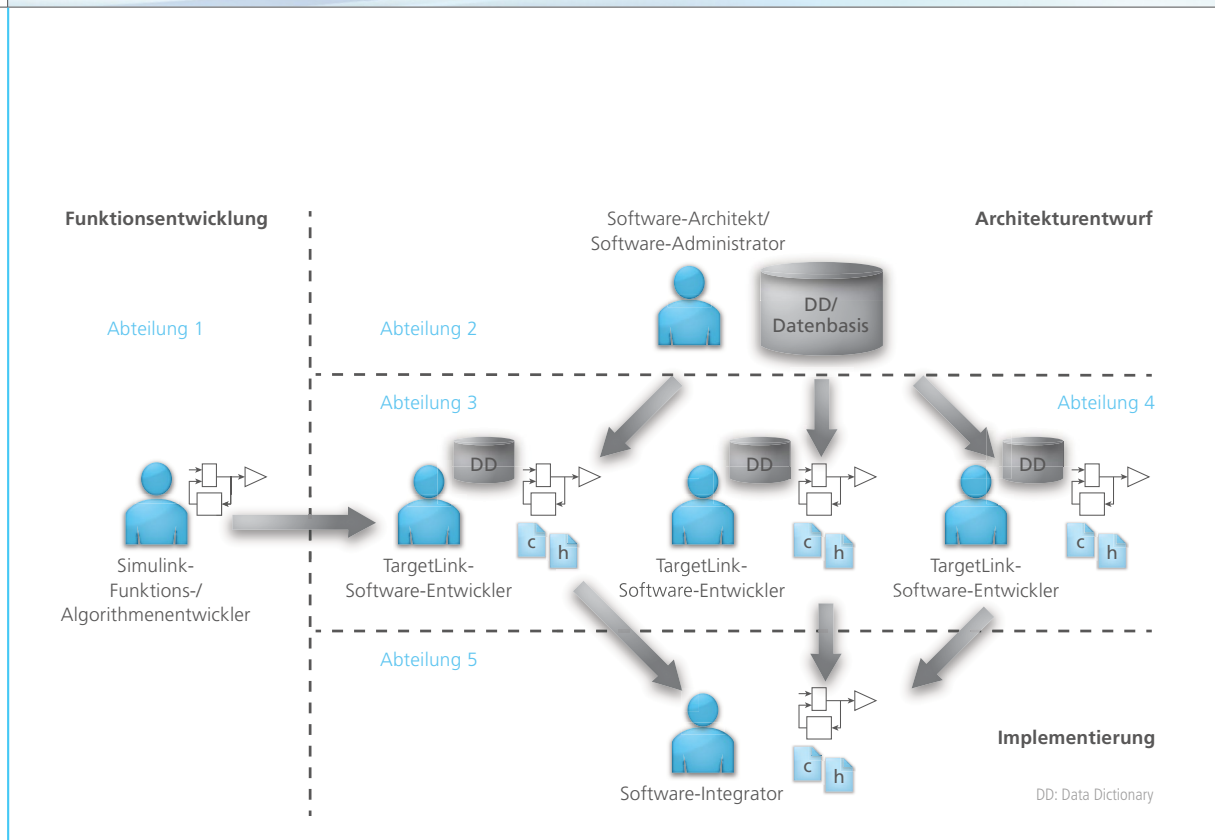 Funktionsentwicklung
Software-Architekt/
Software-Administrator
Architekturentwurf
DD/
Datenbasis
Abteilung 1
Abteilung 2
Abteilung 3
Abteilung 4
DD
DD
DD
c
h
c
h
c
h
Simulink-
Funktions-/
Algorithmenentwickler
TargetLink-
Software-Entwickler
TargetLink-
Software-Entwickler
TargetLink-
Software-Entwickler
Abteilung 5
c
h
Software-Integrator
Implementierung
DD: Data Dictionary